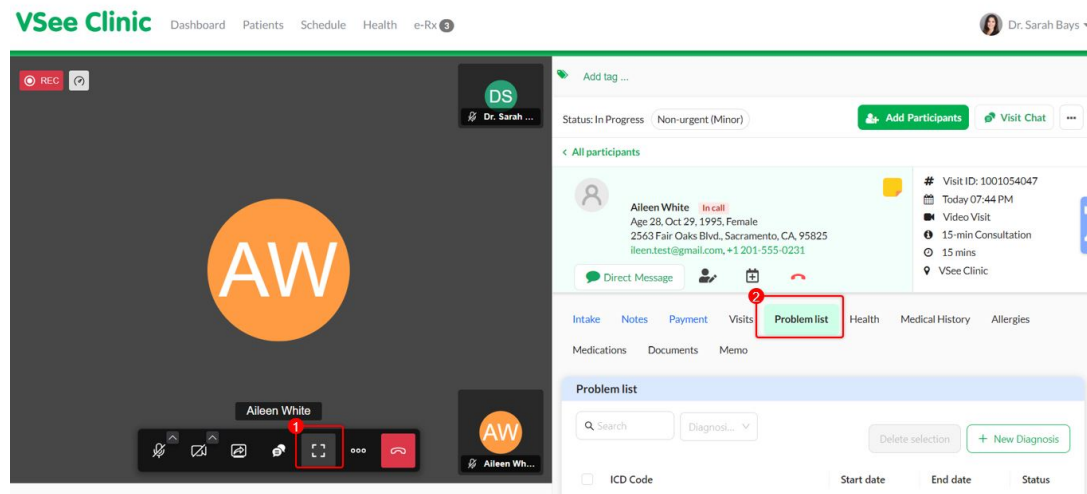 VSee Clinic Dashboard Patients Schedule Health e-Rx 3 Dr. Sarah Bays
REC
DS
Dr. Sarah ...
AW
Aileen White
1
AW
Aileen Wh...
Add tag ...
Status: In Progress Non-urgent (Minor) Add Participants Visit Chat
All participants
Aileen White In call
Age 28, Oct 29, 1995, Female
2563 Fair Oaks Blvd., Sacramento, CA, 95825
ileen.test@gmail.com, +1 201-555-0231
Direct Message
# Visit ID: 1001054047
Today 07:44 PM
Video Visit
15-min Consultation
15 mins
VSee Clinic
2
Intake Notes Payment Visits Problem list Health Medical History Allergies
Medications Documents Memo
Problem list
Search Diagnosi... Delete selection + New Diagnosis
ICD Code Start date End date Status